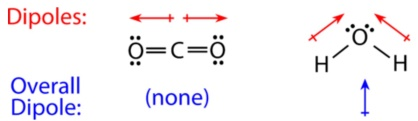 Dipoles:
O=C=O
O
H H
Overall
Dipole:
(none)